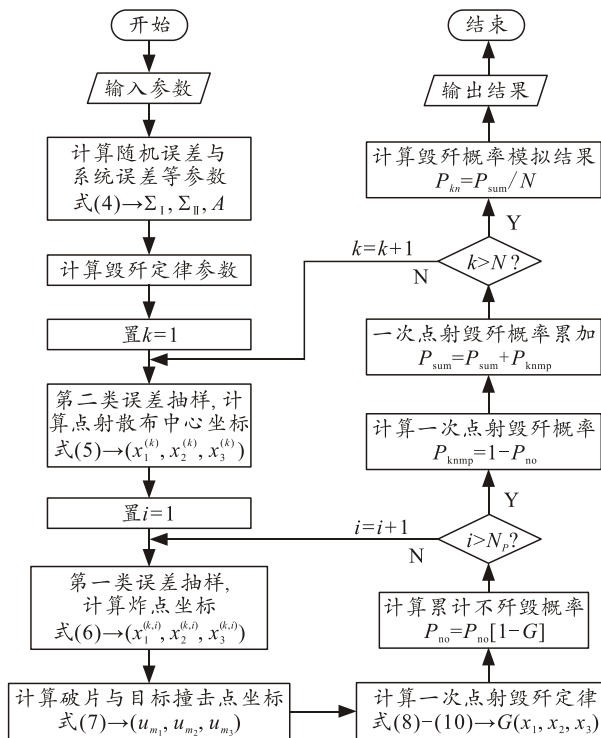 开始
输入参数
计算随机误差与
系统误差等参数
式(4)→Σ_Ⅰ, Σ_Ⅱ, A
计算毁歼定律参数
置k=1
第二类误差抽样, 计
算点射散布中心坐标
式(5)→(x_1^(k), x_2^(k), x_3^(k))
置i=1
第一类误差抽样,
计算炸点坐标
式(6)→(x_1^(k,i), x_2^(k,i), x_3^(k,i))
计算破片与目标撞击点坐标
式(7)→(u_m1, u_m2, u_m3)
计算一次点射毁歼定律
式(8)-(10)→G(x_1, x_2, x_3)
计算累计不歼毁概率
P_no=P_no[1-G]
i>N_P?
N
i=i+1
Y
计算一次点射毁歼概率
P_knmp=1-P_no
一次点射毁歼概率累加
P_sum=P_sum+P_knmp
k>N?
N
k=k+1
Y
计算毁歼概率模拟结果
P_kn=P_sum/N
输出结果
结束